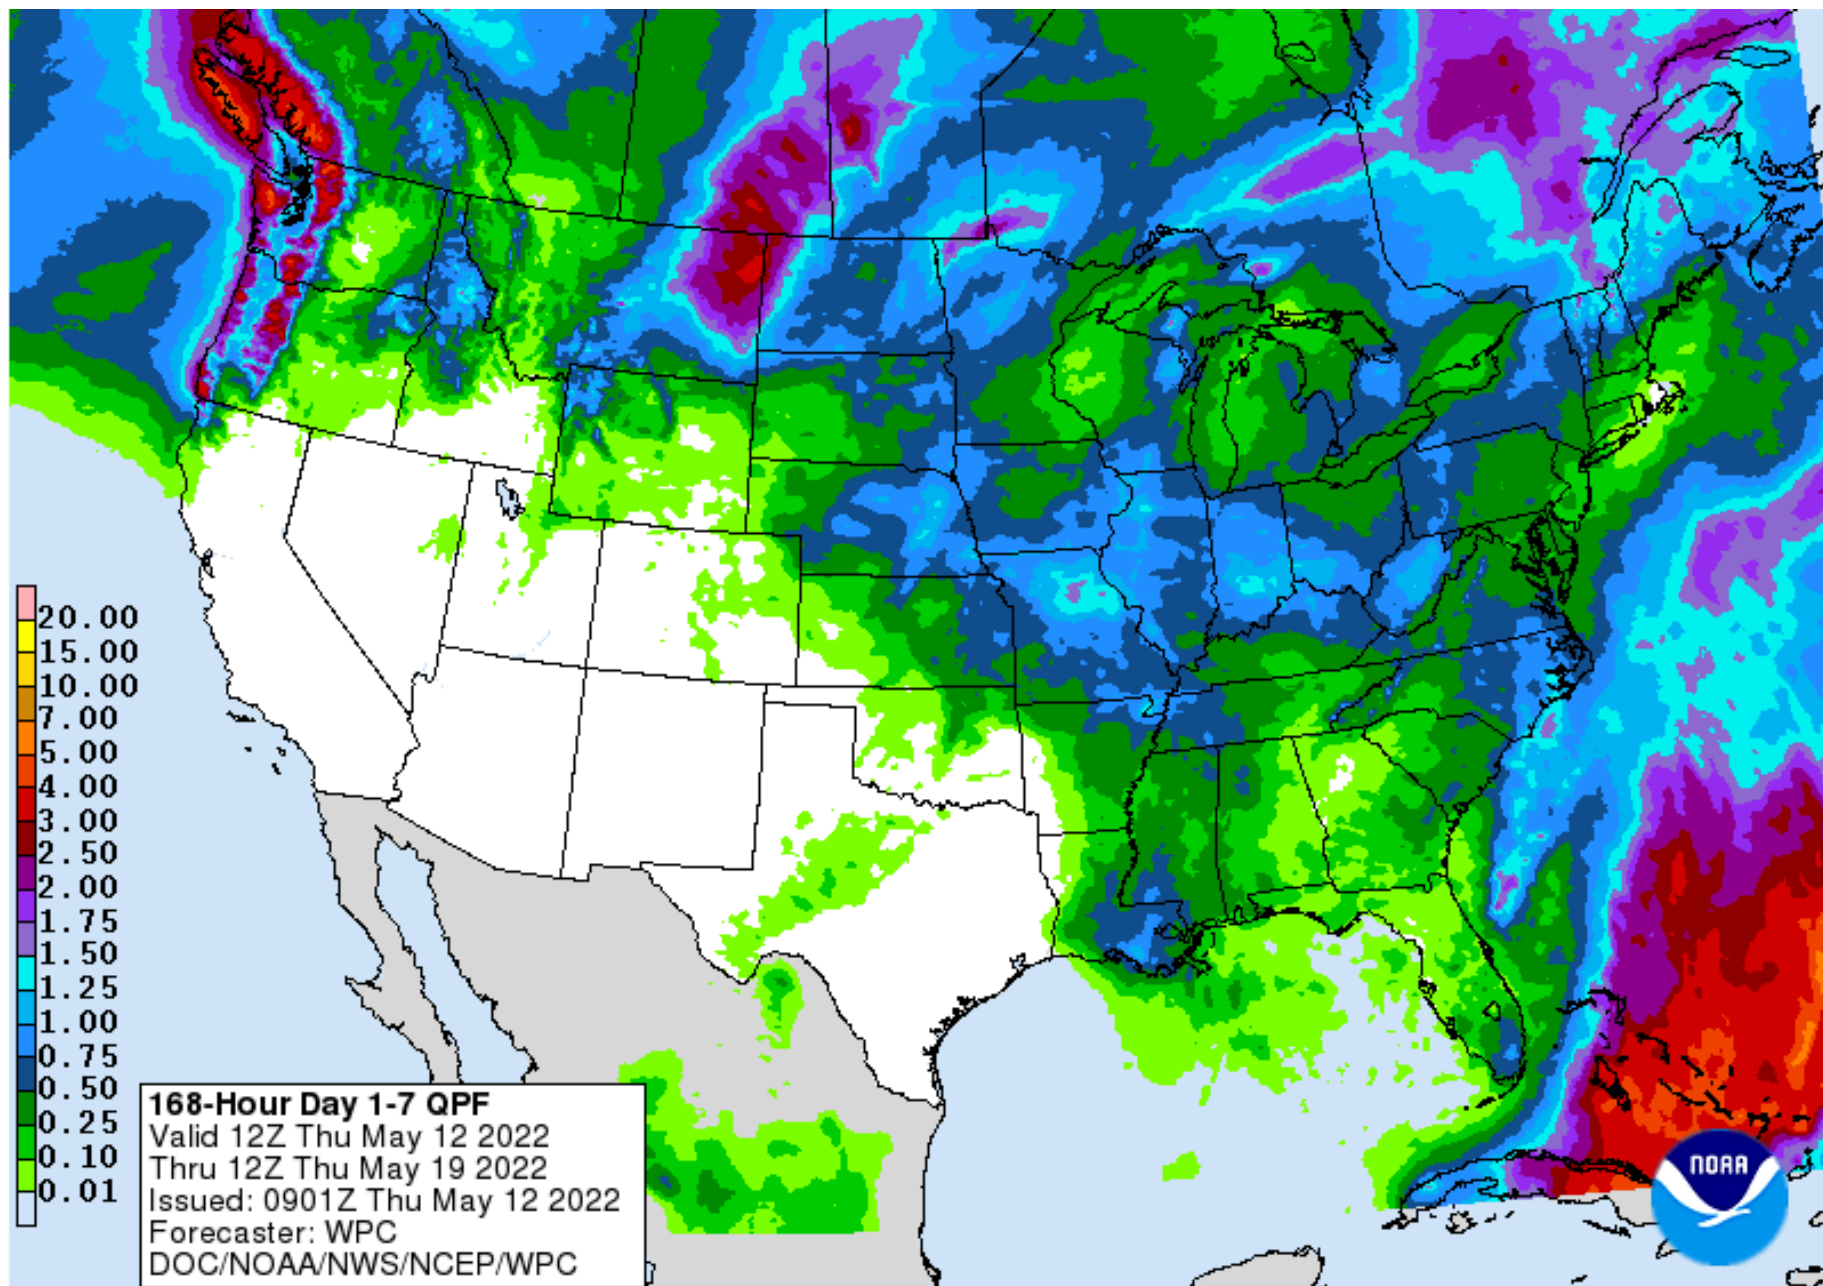 20.00
15.00
10.00
7.00
5.00
4.00
3.00
2.50
2.00
1.75
1.50
1.25
1.00
0.75
0.50
0.25
0.10
0.01
168-Hour Day 1-7 QPF
Valid 12Z Thu May 12 2022
Thru 12Z Thu May 19 2022
Issued: 0901Z Thu May 12 2022
Forecaster: WPC
DOC/NOAA/NWS/NCEP/WPC
NOAA